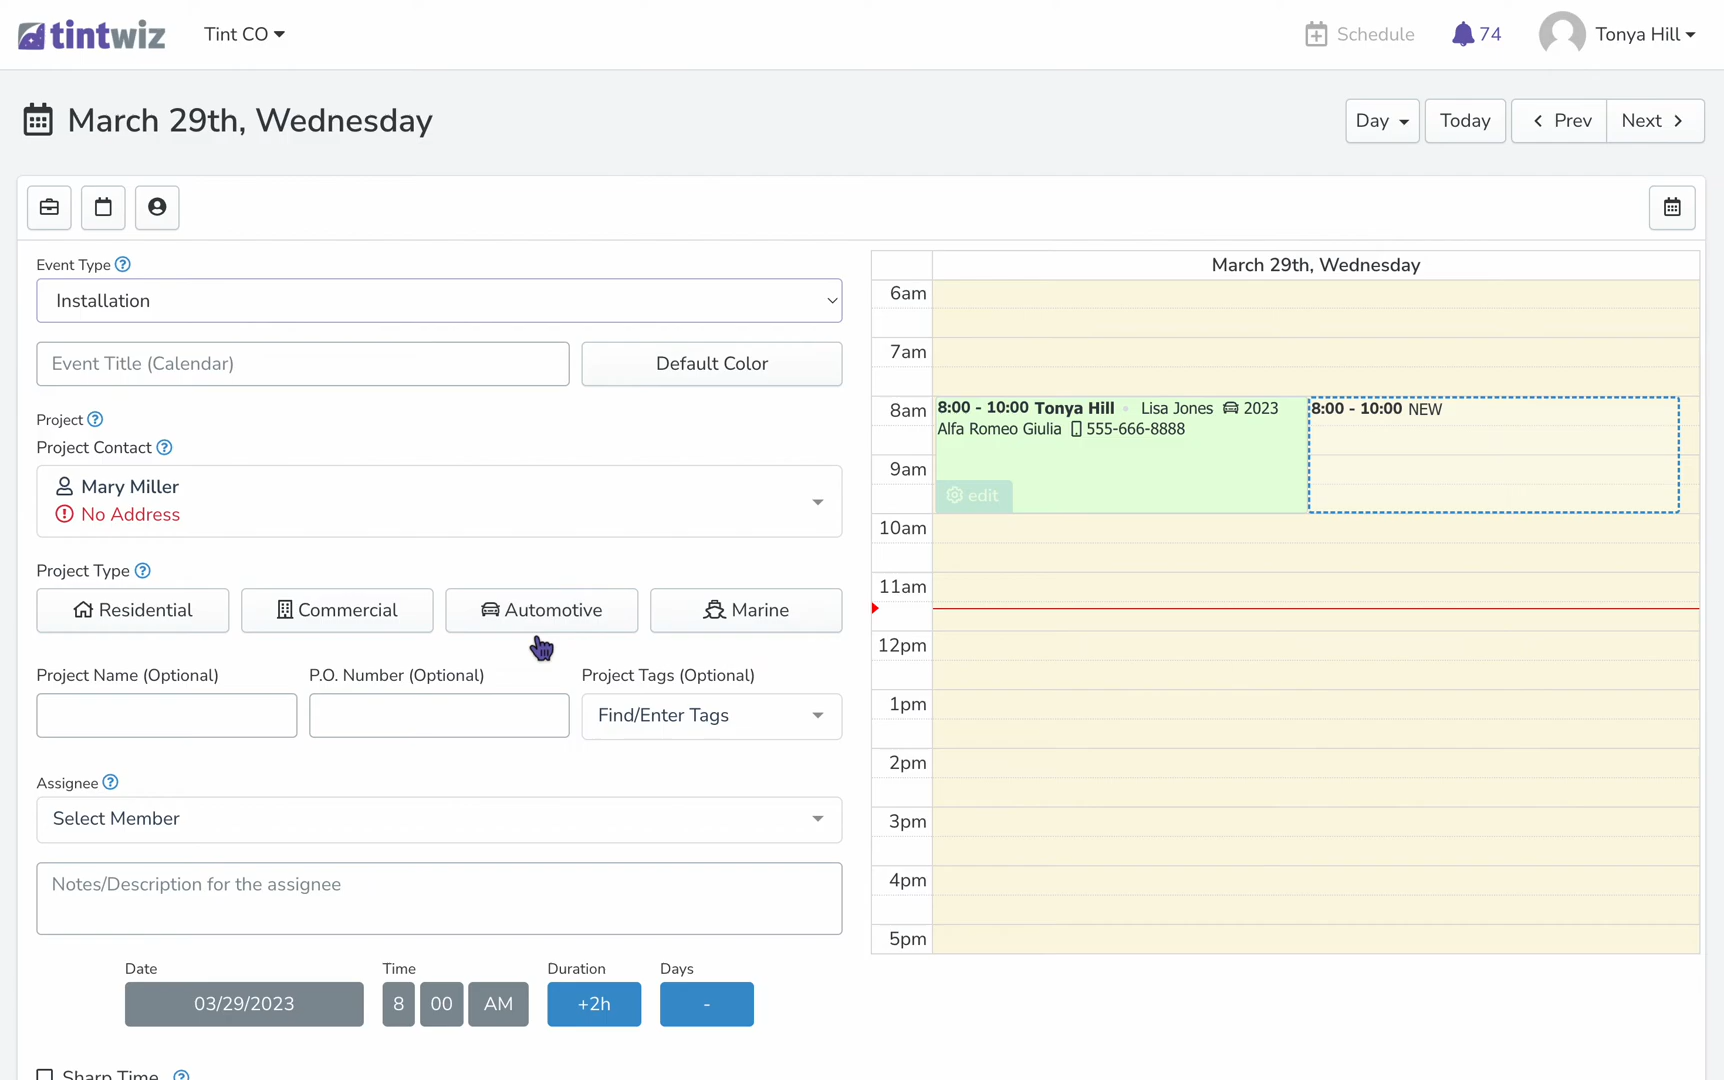 tintwiz
Tint CO
Schedule
74
Tonya Hill
March 29th, Wednesday
Day
Today
Prev
Next
Event Type
Installation
Event Title (Calendar)
Default Color
Project
Project Contact
Mary Miller
No Address
Project Type
Residential
Commercial
Automotive
Marine
Project Name (Optional)
P.O. Number (Optional)
Project Tags (Optional)
Find/Enter Tags
Assignee
Select Member
Notes/Description for the assignee
Date
Time
Duration
Days
03/29/2023
8
00
AM
+2h
-
Sharp Time
March 29th, Wednesday
6am
7am
8am
8:00 - 10:00 Tonya Hill Lisa Jones 2023
Alfa Romeo Giulia 555-666-8888
edit
8:00 - 10:00 NEW
9am
10am
11am
12pm
1pm
2pm
3pm
4pm
5pm